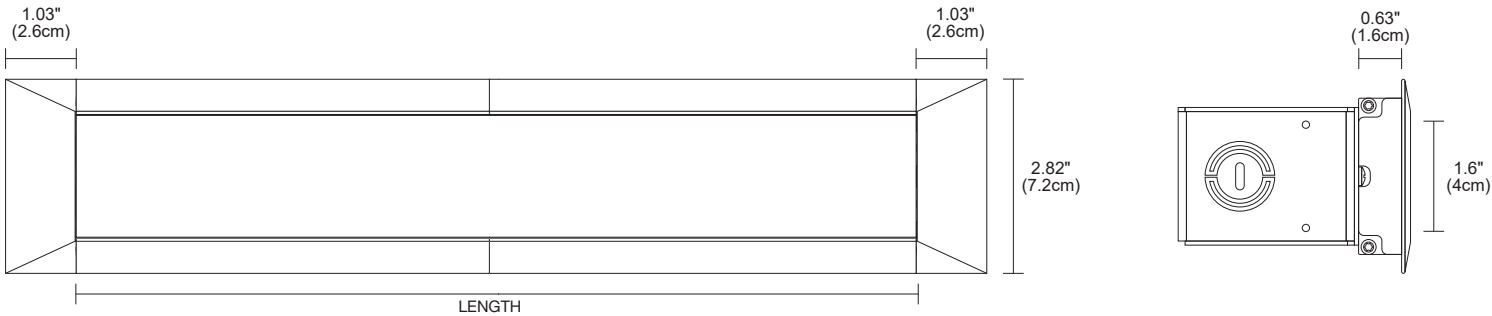 1.03"
(2.6cm)
1.03"
(2.6cm)
0.63"
(1.6cm)
2.82"
(7.2cm)
1.6"
(4cm)
LENGTH